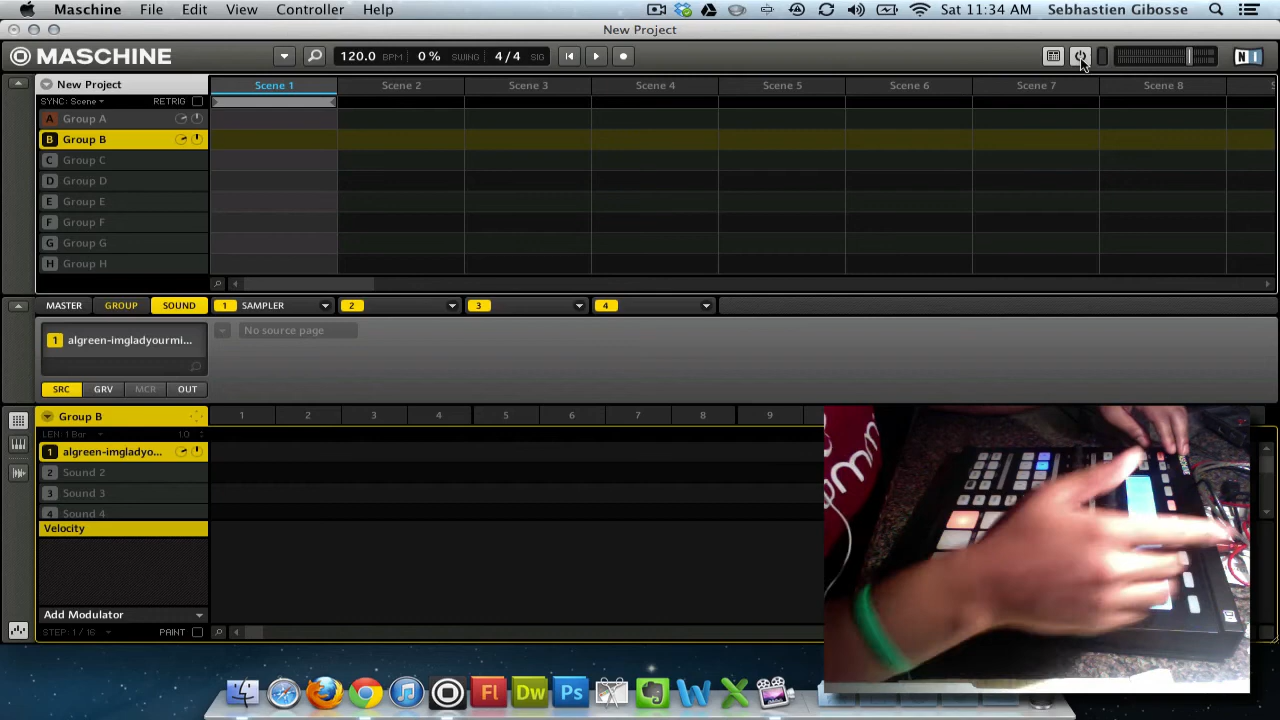 Maschine File Edit View Controller Help Sat 11:34 AM Sebhastien Gibosse
New Project
MASCHINE 120.0 BPM 0 % SWING 4/4 SIG
New Project Scene 1 Scene 2 Scene 3 Scene 4 Scene 5 Scene 6 Scene 7 Scene 8 S
SYNC: Scene RETRIG
A Group A
B Group B
C Group C
D Group D
E Group E
F Group F
G Group G
H Group H
MASTER GROUP SOUND 1 SAMPLER 2 3 4
No source page
1 algreen-imgladyourmi...
SRC GRV MCR OUT
Group B 1 2 3 4 5 6 7 8 9
LEN: 1 Bar
1 algreen-imgladyo...
2 Sound 2
3 Sound 3
4 Sound 4
Velocity
Add Modulator
STEP: 1 / 16 PAINT
Fl Dw Ps W X